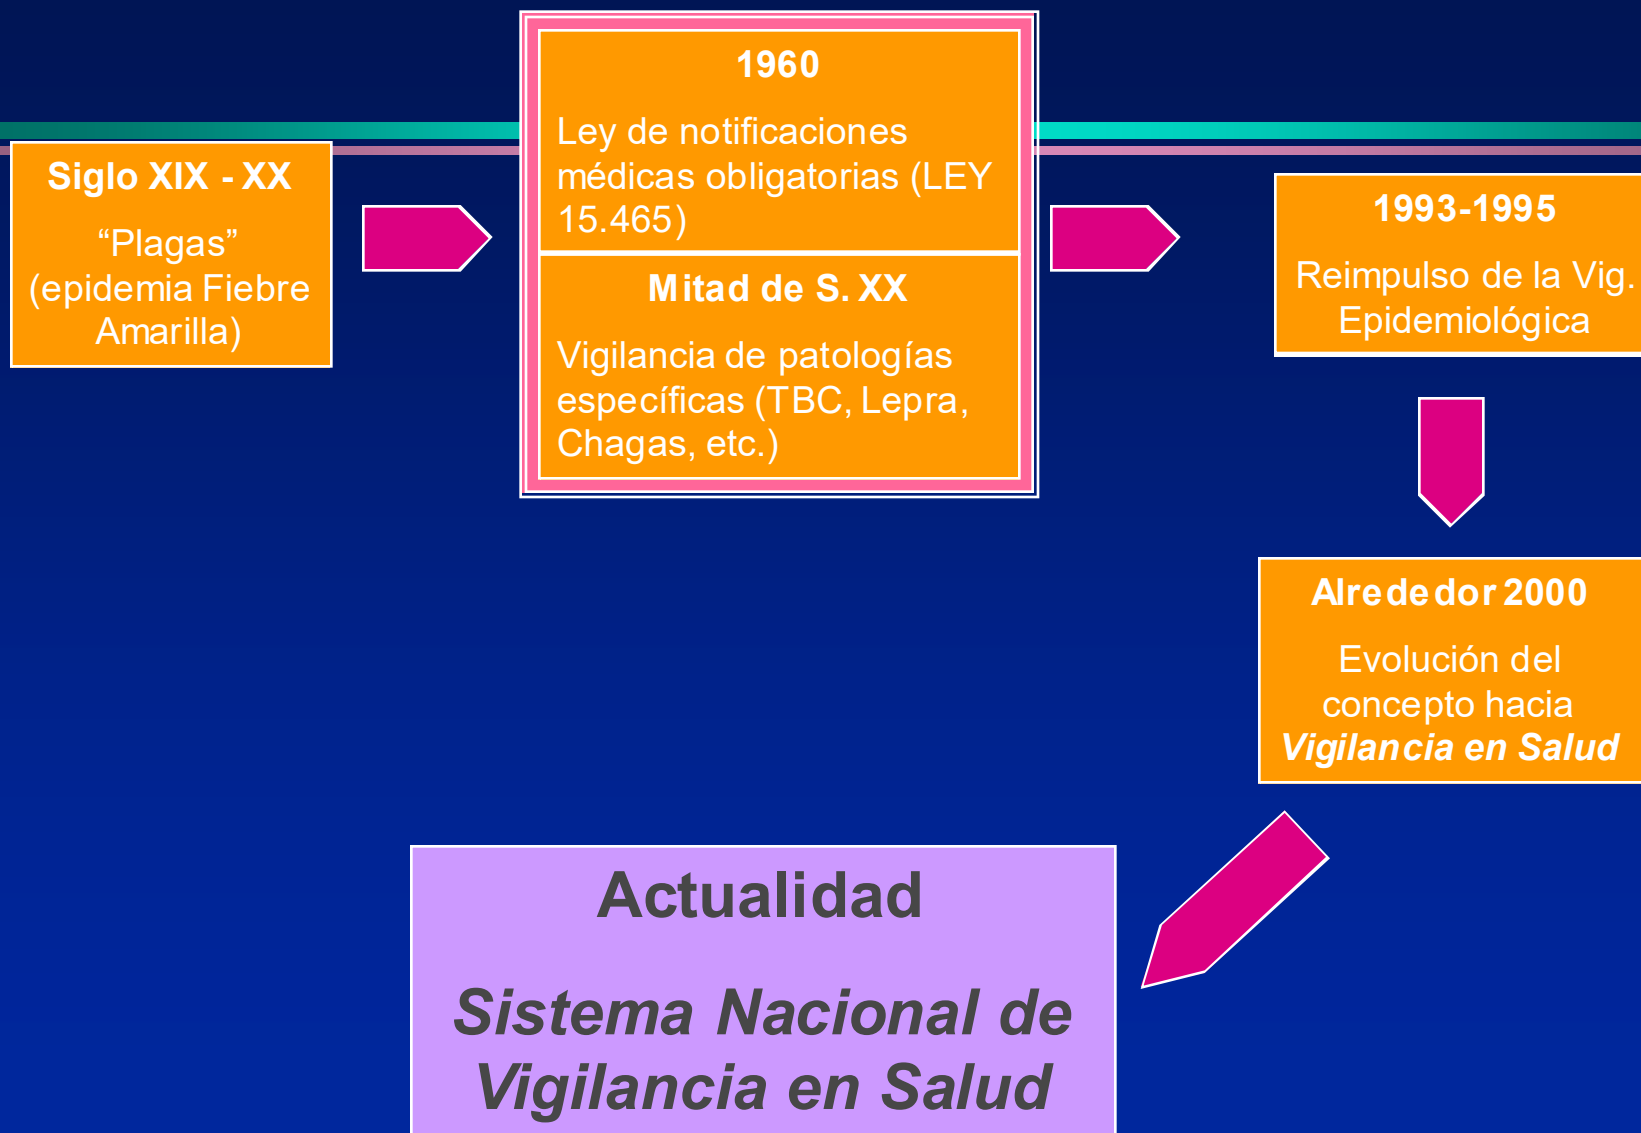 Siglo XIX - XX
“Plagas”
(epidemia Fiebre
Amarilla)
1960
Ley de notificaciones
médicas obligatorias (LEY
15.465)
Mitad de S. XX
Vigilancia de patologías
específicas (TBC, Lepra,
Chagas, etc.)
1993-1995
Reimpulso de la Vig.
Epidemiológica
Alrededor 2000
Evolución del
concepto hacia
Vigilancia en Salud
Actualidad
Sistema Nacional de
Vigilancia en Salud